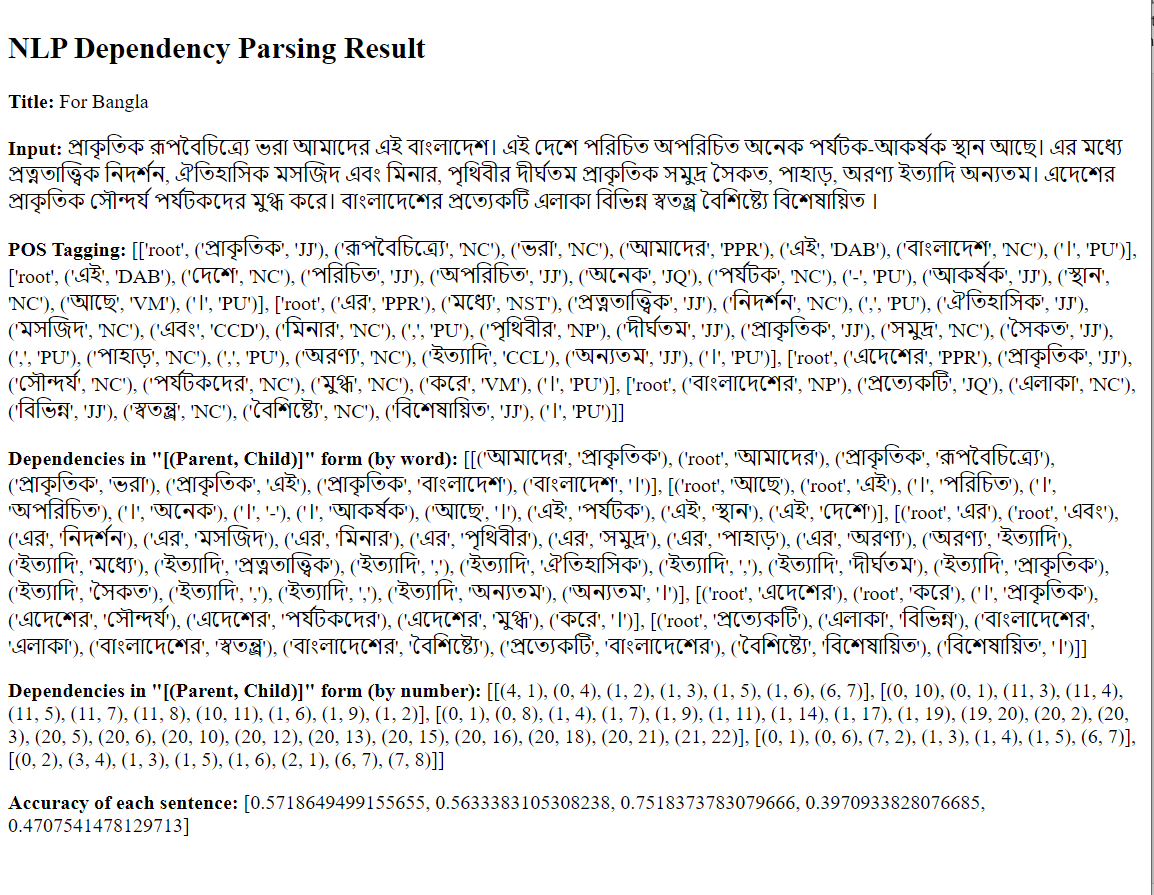 NLP Dependency Parsing Result
Title: For Bangla
Input: প্রাকৃতিক রূপবৈচিত্র্যে ভরা আমাদের এই বাংলাদেশ। এই দেশে পরিচিত অপরিচিত অনেক পর্যটক-আকর্ষক স্থান আছে। এর মধ্যে
প্রত্নতাত্ত্বিক নিদর্শন, ঐতিহাসিক মসজিদ এবং মিনার, পৃথিবীর দীর্ঘতম প্রাকৃতিক সমুদ্র সৈকত, পাহাড়, অরণ্য ইত্যাদি অন্যতম। এদেশের
প্রাকৃতিক সৌন্দর্য পর্যটকদের মুগ্ধ করে। বাংলাদেশের প্রত্যেকটি এলাকা বিভিন্ন স্বতন্ত্র বৈশিষ্ট্যে বিশেষায়িত ।
POS Tagging: [['root', ('প্রাকৃতিক', 'JJ'), ('রূপবৈচিত্র্যে', 'NC'), ('ভরা', 'NC'), ('আমাদের', 'PPR'), ('এই', 'DAB'), ('বাংলাদেশ', 'NC'), ('।', 'PU')],
['root', ('এই', 'DAB'), ('দেশে', 'NC'), ('পরিচিত', 'JJ'), ('অপরিচিত', 'JJ'), ('অনেক', 'JQ'), ('পর্যটক', 'NC'), ('-', 'PU'), ('আকর্ষক', 'JJ'), ('স্থান',
'NC'), ('আছে', 'VM'), ('।', 'PU')], ['root', ('এর', 'PPR'), ('মধ্যে', 'NST'), ('প্রত্নতাত্ত্বিক', 'JJ'), ('নিদর্শন', 'NC'), (',', 'PU'), ('ঐতিহাসিক', 'JJ'),
('মসজিদ', 'NC'), ('এবং', 'CCD'), ('মিনার', 'NC'), (',', 'PU'), ('পৃথিবীর', 'NP'), ('দীর্ঘতম', 'JJ'), ('প্রাকৃতিক', 'JJ'), ('সমুদ্র', 'NC'), ('সৈকত', 'JJ'),
(',', 'PU'), ('পাহাড়', 'NC'), (',', 'PU'), ('অরণ্য', 'NC'), ('ইত্যাদি', 'CCL'), ('অন্যতম', 'JJ'), ('।', 'PU')], ['root', ('এদেশের', 'PPR'), ('প্রাকৃতিক', 'JJ'),
('সৌন্দর্য', 'NC'), ('পর্যটকদের', 'NC'), ('মুগ্ধ', 'NC'), ('করে', 'VM'), ('।', 'PU')], ['root', ('বাংলাদেশের', 'NP'), ('প্রত্যেকটি', 'JQ'), ('এলাকা', 'NC'),
('বিভিন্ন', 'JJ'), ('স্বতন্ত্র', 'NC'), ('বৈশিষ্ট্যে', 'NC'), ('বিশেষায়িত', 'JJ'), ('।', 'PU')]]
Dependencies in "[(Parent, Child)]" form (by word): [[('আমাদের', 'প্রাকৃতিক'), ('root', 'আমাদের'), ('প্রাকৃতিক', 'রূপবৈচিত্র্যে'),
('প্রাকৃতিক', 'ভরা'), ('প্রাকৃতিক', 'এই'), ('প্রাকৃতিক', 'বাংলাদেশ'), ('বাংলাদেশ', '।')], [('root', 'আছে'), ('root', 'এই'), ('।', 'পরিচিত'), ('।',
'অপরিচিত'), ('।', 'অনেক'), ('।', '-'), ('।', 'আকর্ষক'), ('আছে', '।'), ('এই', 'পর্যটক'), ('এই', 'স্থান'), ('এই', 'দেশে')], [('root', 'এর'), ('root', 'এবং'),
('এর', 'নিদর্শন'), ('এর', 'মসজিদ'), ('এর', 'মিনার'), ('এর', 'পৃথিবীর'), ('এর', 'সমুদ্র'), ('এর', 'পাহাড়'), ('এর', 'অরণ্য'), ('অরণ্য', 'ইত্যাদি'),
('ইত্যাদি', 'মধ্যে'), ('ইত্যাদি', 'প্রত্নতাত্ত্বিক'), ('ইত্যাদি', ','), ('ইত্যাদি', 'ঐতিহাসিক'), ('ইত্যাদি', ','), ('ইত্যাদি', 'দীর্ঘতম'), ('ইত্যাদি', 'প্রাকৃতিক'),
('ইত্যাদি', 'সৈকত'), ('ইত্যাদি', ','), ('ইত্যাদি', ','), ('ইত্যাদি', 'অন্যতম'), ('অন্যতম', '।')], [('root', 'এদেশের'), ('root', 'করে'), ('।', 'প্রাকৃতিক'),
('এদেশের', 'সৌন্দর্য'), ('এদেশের', 'পর্যটকদের'), ('এদেশের', 'মুগ্ধ'), ('করে', '।')], [('root', 'প্রত্যেকটি'), ('এলাকা', 'বিভিন্ন'), ('বাংলাদেশের',
'এলাকা'), ('বাংলাদেশের', 'স্বতন্ত্র'), ('বাংলাদেশের', 'বৈশিষ্ট্যে'), ('প্রত্যেকটি', 'বাংলাদেশের'), ('বৈশিষ্ট্যে', 'বিশেষায়িত'), ('বিশেষায়িত', '।')]]
Dependencies in "[(Parent, Child)]" form (by number): [[(4, 1), (0, 4), (1, 2), (1, 3), (1, 5), (1, 6), (6, 7)], [(0, 10), (0, 1), (11, 3), (11, 4),
(11, 5), (11, 7), (11, 8), (10, 11), (1, 6), (1, 9), (1, 2)], [(0, 1), (0, 8), (1, 4), (1, 7), (1, 9), (1, 11), (1, 14), (1, 17), (1, 19), (19, 20), (20, 2), (20,
3), (20, 5), (20, 6), (20, 10), (20, 12), (20, 13), (20, 15), (20, 16), (20, 18), (20, 21), (21, 22)], [(0, 1), (0, 6), (7, 2), (1, 3), (1, 4), (1, 5), (6, 7)],
[(0, 2), (3, 4), (1, 3), (1, 5), (1, 6), (2, 1), (6, 7), (7, 8)]]
Accuracy of each sentence: [0.5718649499155655, 0.5633383105308238, 0.7518373783079666, 0.3970933828076685,
0.4707541478129713]